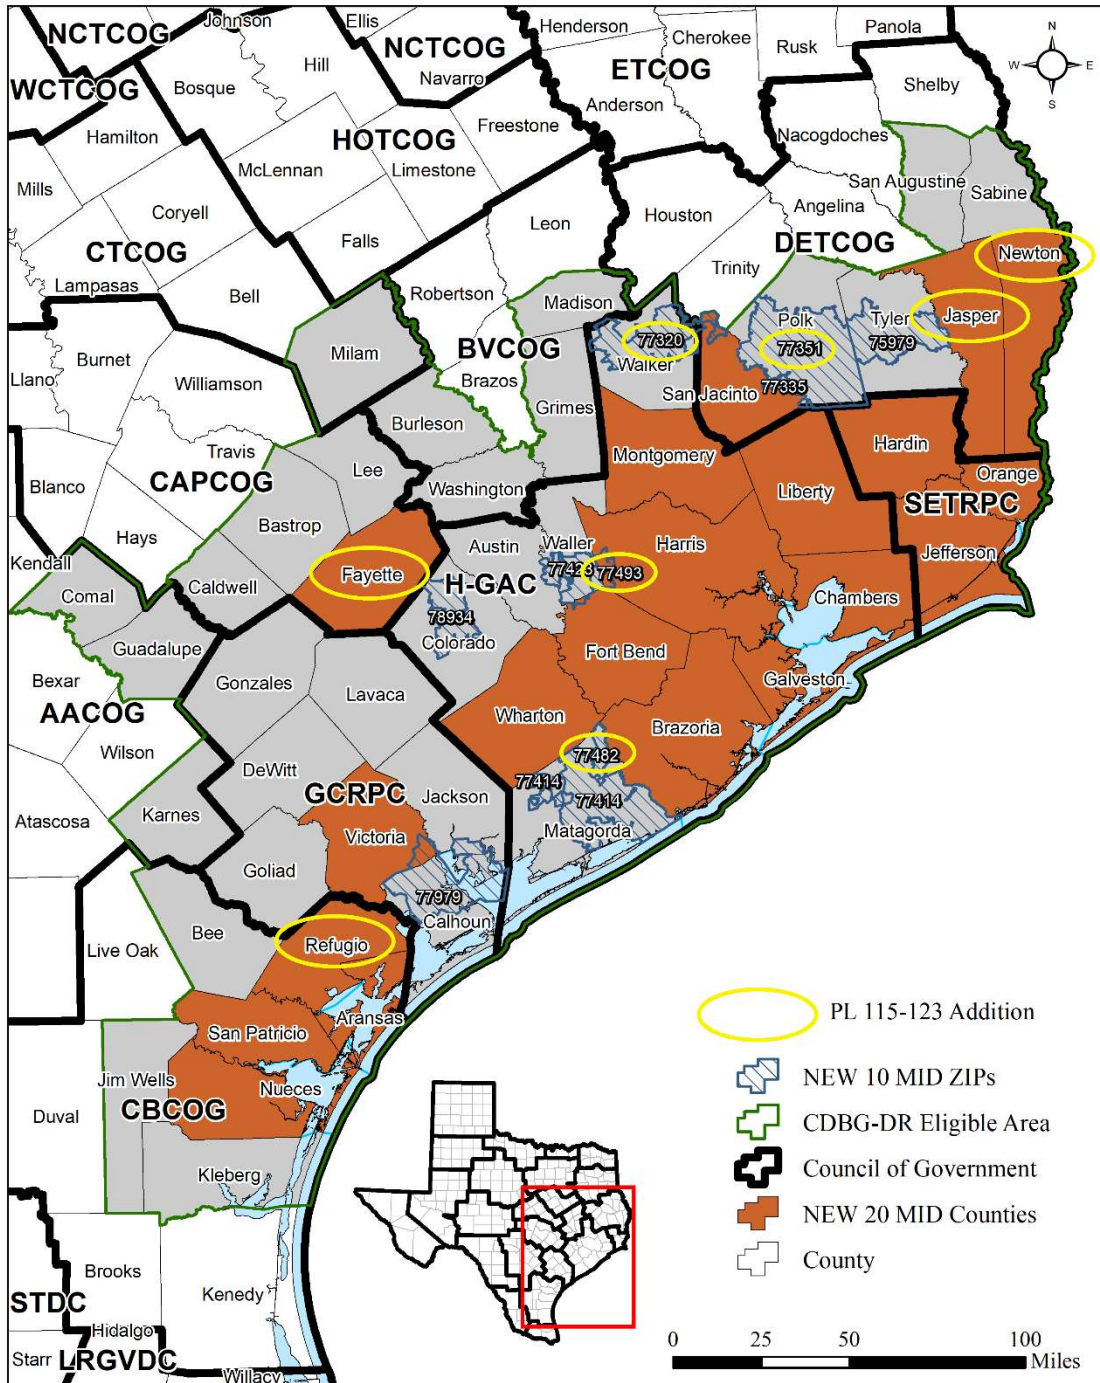 Johnson
Ellis
Henderson
Panola
NCTCOG
Cherokee
Rusk
N
NCTCOG
Hill
ETCOG
W
E
Navarro
WCTCOG
Bosque
S
Shelby
Anderson
Freestone
Hamilton
HOTCOG
Nacogdoches
McLennan
Limestone
San Augustine
Mills
Sabine
Coryell
Leon
Houston
Angelina
Falls
DETCOG
CTCOG
Newton
Trinity
Lampasas
Bell
Robertson
Madison
Polk
Tyler
Jasper
77320
77351
75979
Milam
BVCOG
Burnet
Walker
Llano
Williamson
Brazos
77335
San Jacinto
Grimes
Burleson
Hardin
Travis
Montgomery
Lee
Orange
CAPCOG
Blanco
Washington
Liberty
SETRPC
Bastrop
Hays
Austin
Waller
Harris
Jefferson
Kendall
Fayette
77423
77493
H-GAC
Caldwell
Comal
Chambers
78934
Colorado
Guadalupe
Fort Bend
Bexar
Gonzales
Galveston
Lavaca
AACOG
Wharton
Brazoria
Wilson
77482
DeWitt
77414
GCRPC
Jackson
77414
Karnes
Atascosa
Victoria
Matagorda
Goliad
77979
Calhoun
Bee
Live Oak
Refugio
PL 115-123 Addition
Aransas
San Patricio
NEW 10 MID ZIPs
Jim Wells
Nueces
Duval
CBCOG
CDBG-DR Eligible Area
Kleberg
Council of Government
NEW 20 MID Counties
County
Brooks
Kenedy
STDC
Hidalgo
0 25 50 100
Starr
LRGVDC
Miles
Willacy